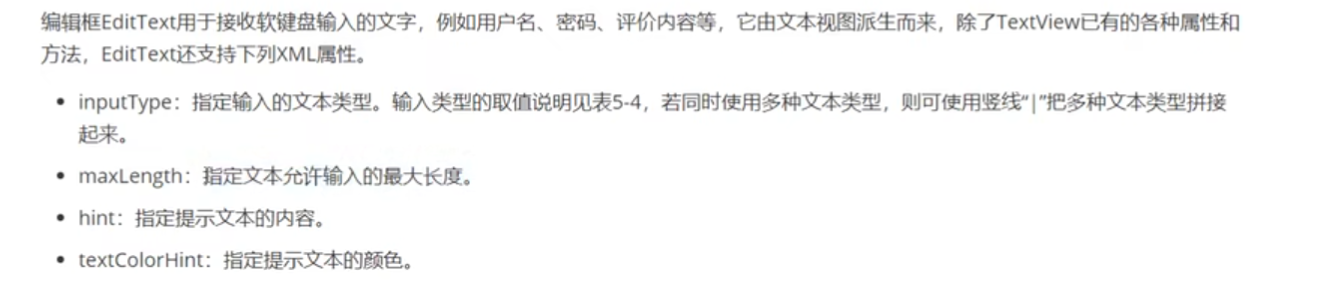 编辑框EditText用于接收软键盘输入的文字，例如用户名、密码、评价内容等，它由文本视图派生而来，除了TextView已有的各种属性和
方法，EditText还支持下列XML属性。
• inputType：指定输入的文本类型。输入类型的取值说明见表5-4，若同时使用多种文本类型，则可使用竖线“|”把多种文本类型拼接
起来。
• maxLength：指定文本允许输入的最大长度。
• hint：指定提示文本的内容。
• textColorHint：指定提示文本的颜色。